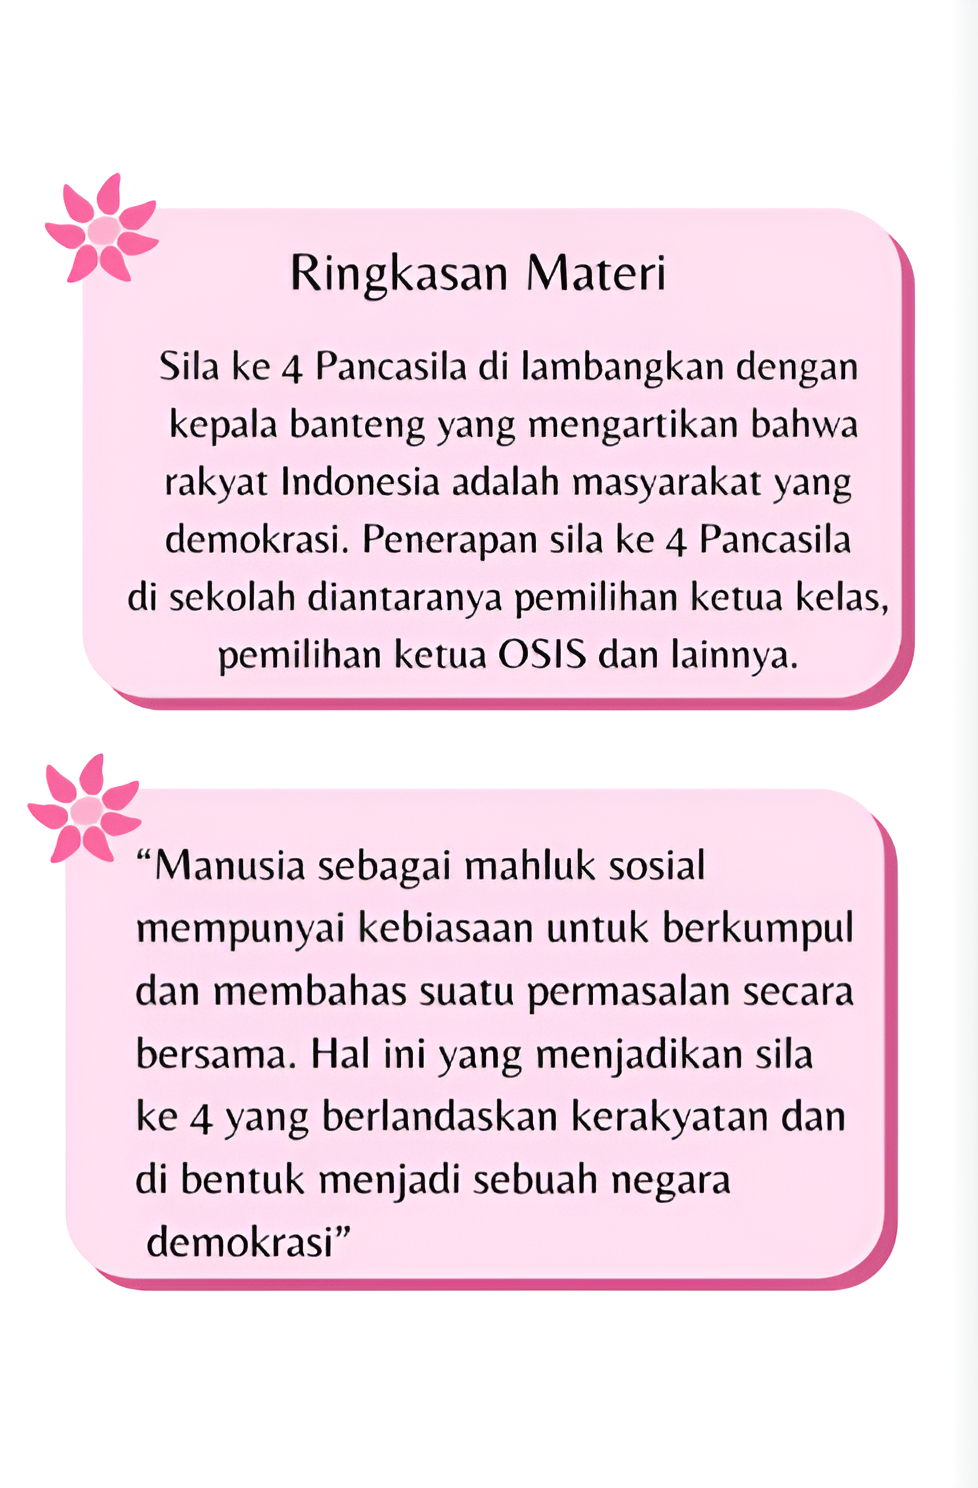 Ringkasan Materi
Sila ke 4 Pancasila di lambangkan dengan
kepala banteng yang mengartikan bahwa
rakyat Indonesia adalah masyarakat yang
demokrasi. Penerapan sila ke 4 Pancasila
di sekolah diantaranya pemilihan ketua kelas,
pemilihan ketua OSIS dan lainnya.
“Manusia sebagai mahluk sosial
mempunyai kebiasaan untuk berkumpul
dan membahas suatu permasalan secara
bersama. Hal ini yang menjadikan sila
ke 4 yang berlandaskan kerakyatan dan
di bentuk menjadi sebuah negara
demokrasi”